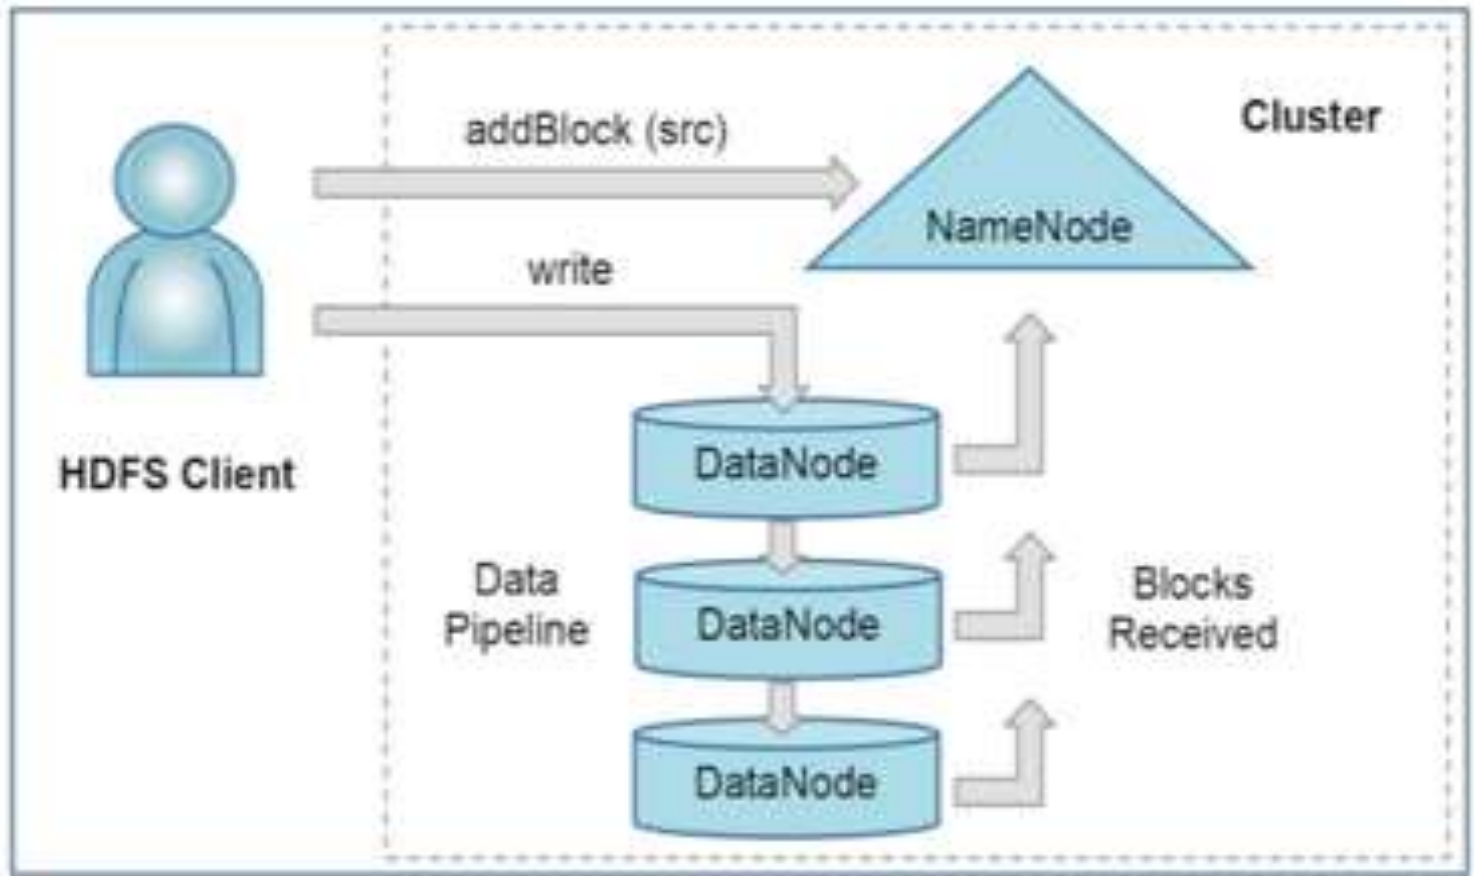 addBlock (src)
Cluster
NameNode
write
HDFS Client
DataNode
Data
Pipeline
DataNode
Blocks
Received
DataNode